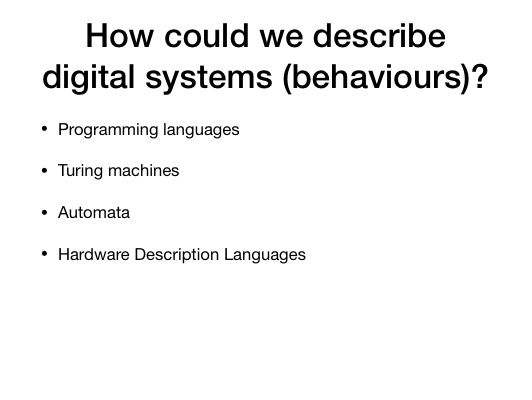 How could we describe
digital systems (behaviours)?
• Programming languages
• Turing machines
• Automata
• Hardware Description Languages